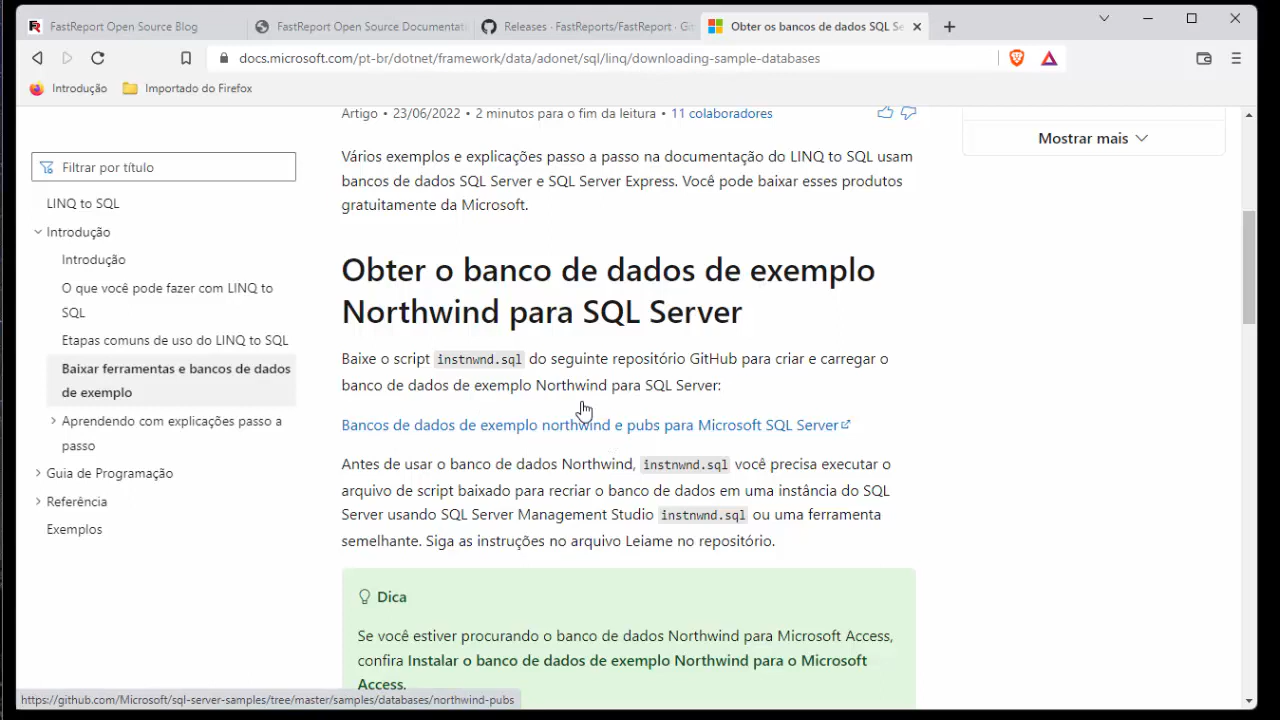 FastReport Open Source Blog
FastReport Open Source Documentati
Releases · FastReports/FastReport · Git
Obter os bancos de dados SQL Se
docs.microsoft.com/pt-br/dotnet/framework/data/adonet/sql/linq/downloading-sample-databases
Introdução
Importado do Firefox
Artigo • 23/06/2022 • 2 minutos para o fim da leitura • 11 colaboradores
Mostrar mais
Filtrar por título
LINQ to SQL
Introdução
Introdução
O que você pode fazer com LINQ to
SQL
Etapas comuns de uso do LINQ to SQL
Baixar ferramentas e bancos de dados
de exemplo
Aprendendo com explicações passo a
passo
Guia de Programação
Referência
Exemplos
Vários exemplos e explicações passo a passo na documentação do LINQ to SQL usam
bancos de dados SQL Server e SQL Server Express. Você pode baixar esses produtos
gratuitamente da Microsoft.
Obter o banco de dados de exemplo
Northwind para SQL Server
Baixe o script instnwnd.sql do seguinte repositório GitHub para criar e carregar o
banco de dados de exemplo Northwind para SQL Server:
Bancos de dados de exemplo northwind e pubs para Microsoft SQL Server
Antes de usar o banco de dados Northwind, instnwnd.sql você precisa executar o
arquivo de script baixado para recriar o banco de dados em uma instância do SQL
Server usando SQL Server Management Studio instnwnd.sql ou uma ferramenta
semelhante. Siga as instruções no arquivo Leiame no repositório.
Dica
Se você estiver procurando o banco de dados Northwind para Microsoft Access,
confira Instalar o banco de dados de exemplo Northwind para o Microsoft
Access.
https://github.com/Microsoft/sql-server-samples/tree/master/samples/databases/northwind-pubs